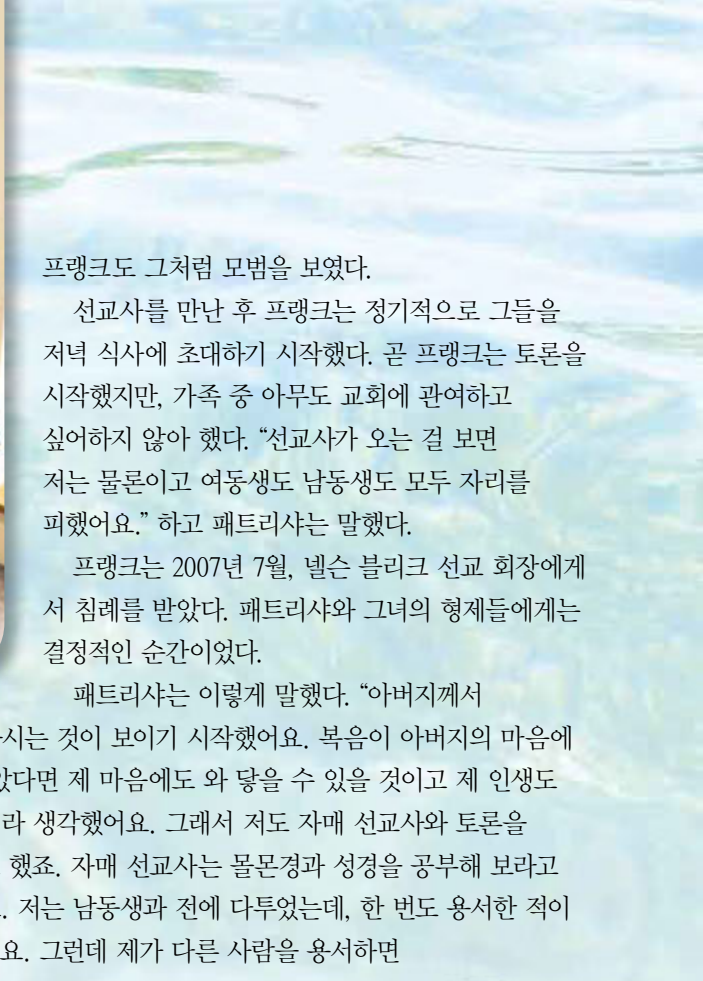 프랭크도 그처럼 모범을 보였다.
선교사를 만난 후 프랭크는 정기적으로 그들을
저녁 식사에 초대하기 시작했다. 곧 프랭크는 토론을
시작했지만, 가족 중 아무도 교회에 관여하고
싶어하지 않아 했다. “선교사가 오는 걸 보면
저는 물론이고 여동생도 남동생도 모두 자리를
피했어요.” 하고 패트리샤는 말했다.
프랭크는 2007년 7월, 넬슨 블리크 선교 회장에게
서 침례를 받았다. 패트리샤와 그녀의 형제들에게는
결정적인 순간이었다.
패트리샤는 이렇게 말했다. “아버지께서
시는 것이 보이기 시작했어요. 복음이 아버지의 마음에
았다면 제 마음에도 와 닿을 수 있을 것이고 제 인생도
라 생각했어요. 그래서 저도 자매 선교사와 토론을
했죠. 자매 선교사는 몰몬경과 성경을 공부해 보라고
. 저는 남동생과 전에 다투었는데, 한 번도 용서한 적이
요. 그런데 제가 다른 사람을 용서하면